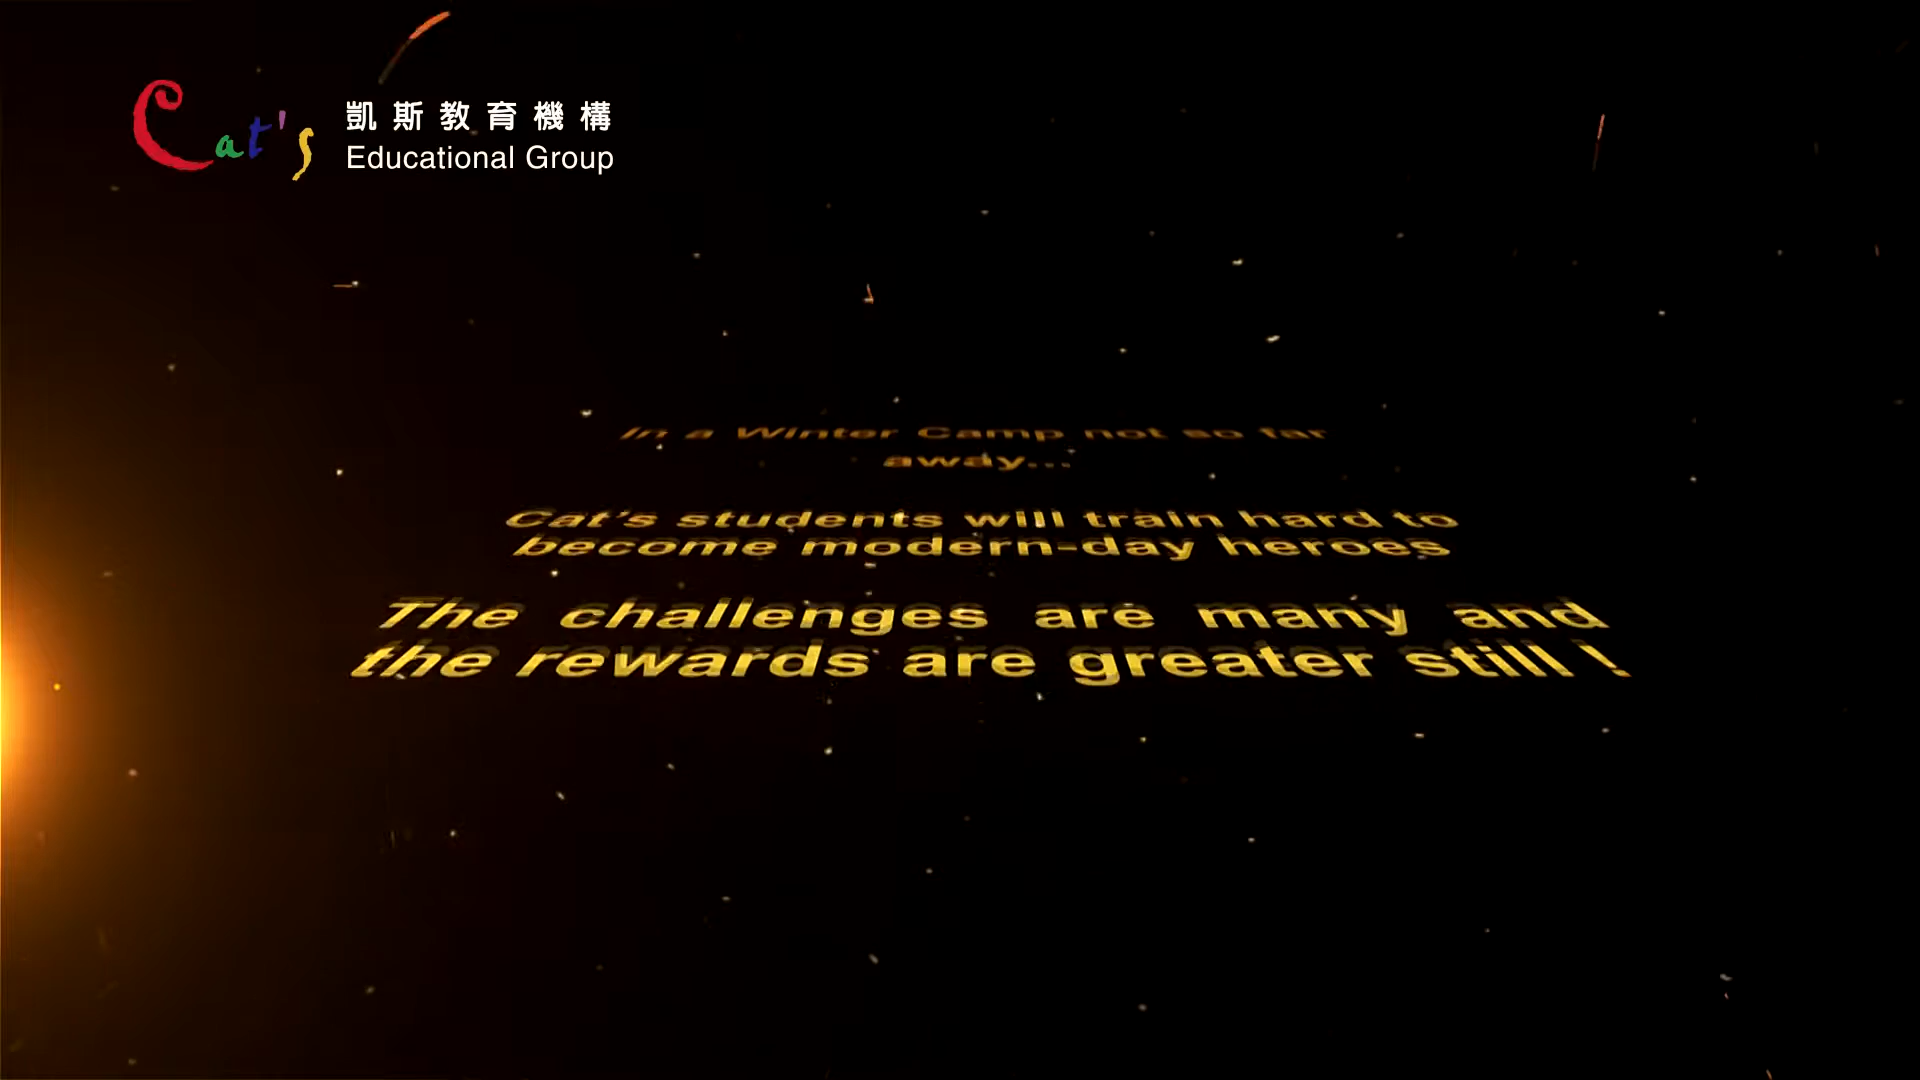 Cat's
凱斯教育機構
Educational Group
In a Winter Camp not so far
away...
Cat's students will train hard to
become modern-day heroes
The challenges are many and
the rewards are greater still !